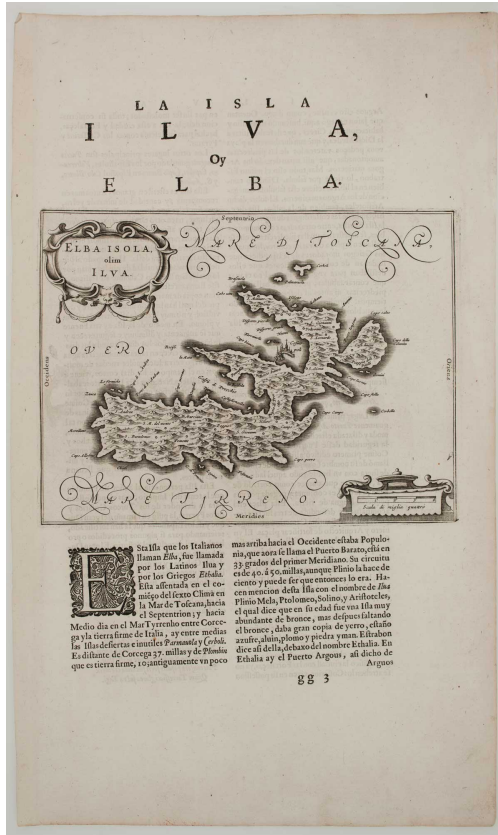 LA ISLA
ILVA,
Oy
ELBA.
Septentrio
MARE DI TOSCANA,
ELBA ISOLA,
olim
ILVA.
OVERO
Occidens
Oriens
MARE TIRRENO.
Scala di miglia quattro
Meridies
ESta Isla que los Italianos
llaman Elba, fue llamada
por los Latinos Ilua y
por los Griegos Ethalia.
Esta assentada en el co-
mieço del sexto Clima en
la Mar de Toscana, hacia
el Septentrion; y hacia
Medio dia en el Mar Tyrrenho entre Corce-
ga y la tierra firme de Italia, ay entre medias
las Islas desiertas e inutiles Parmaxola y Cerboli.
Es distante de Corcega 37. millas y de Plombin
que es tierra firme, 10; antiguamente vn poco
mas arriba hacia el Occidente estaba Populo-
nia, que aora se llama el Puerto Barato, està en
33. grados del primer Meridiano. Su circuitu
es de 40. á 50. millas, aunque Plinio la hace de
ciento y puede ser que entonces lo era. Ha-
cen mencion desta Isla con el nombre de Ilua
Plinio Mela, Ptolomeo, Solino, y Aristoteles,
el qual dice que en su edad fue vna Isla muy
abundante de bronce, mas despues faltando
el bronce, daba gran copia de yerro, estaño
azufre, aluin, plomo y piedra yman. Estrabon
dice asi della, debaxo del nombre Ethalia. En
Ethalia ay el Puerto Argous, asi dicho de
Arguos
gg 3